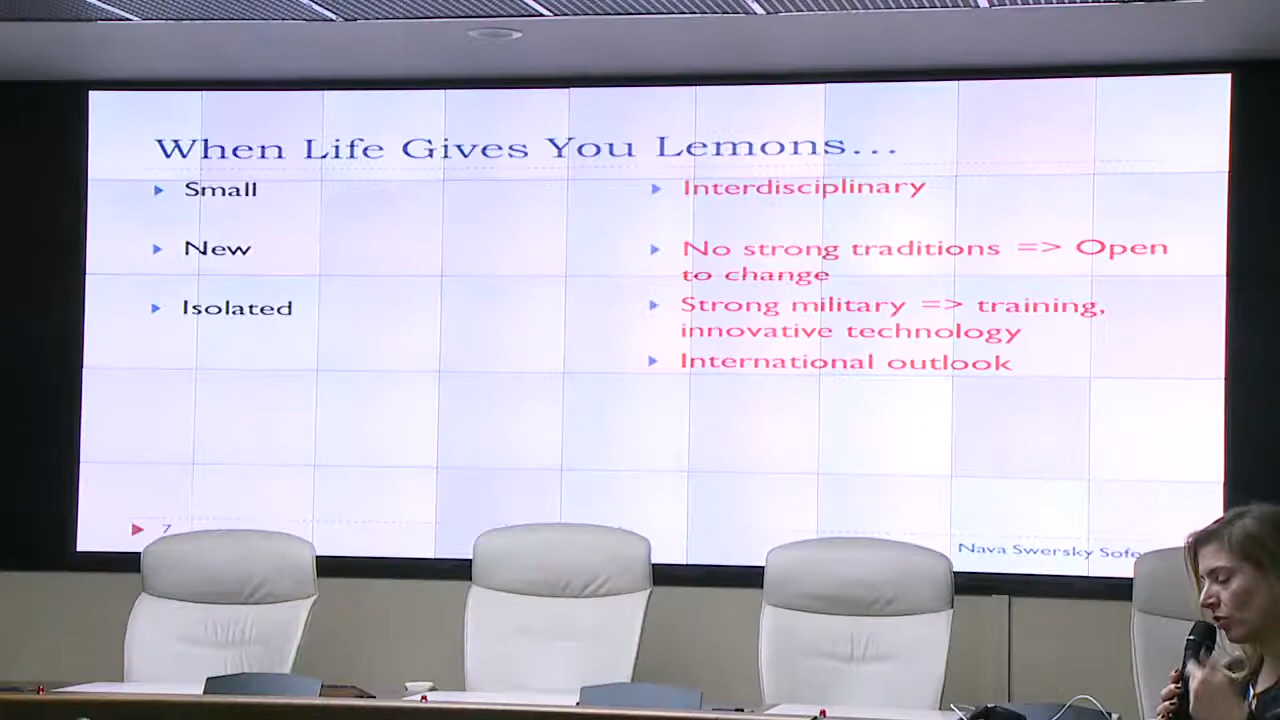 When Life Gives You Lemons...
Small
New
Isolated
Interdisciplinary
No strong traditions => Open
to change
Strong military => training,
innovative technology
International outlook
7
Nava Swersky